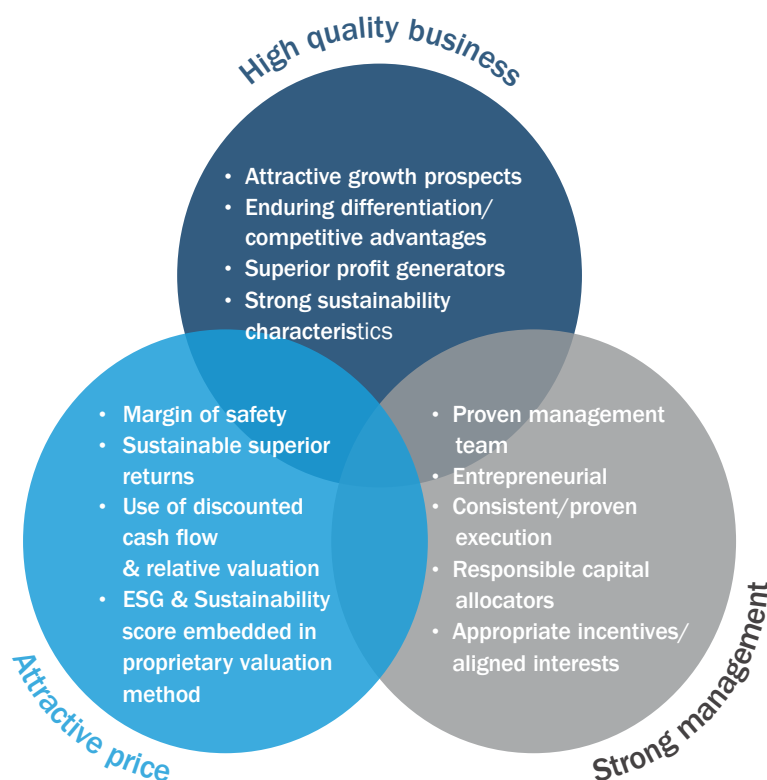 High quality business
• Attractive growth prospects
• Enduring differentiation/
competitive advantages
• Superior profit generators
• Strong sustainability
characteristics
• Margin of safety
• Sustainable superior
returns
• Use of discounted
cash flow
& relative valuation
• ESG & Sustainability
score embedded in
proprietary valuation
method
Attractive price
• Proven management
team
• Entrepreneurial
• Consistent/proven
execution
• Responsible capital
allocators
• Appropriate incentives/
aligned interests
Strong management